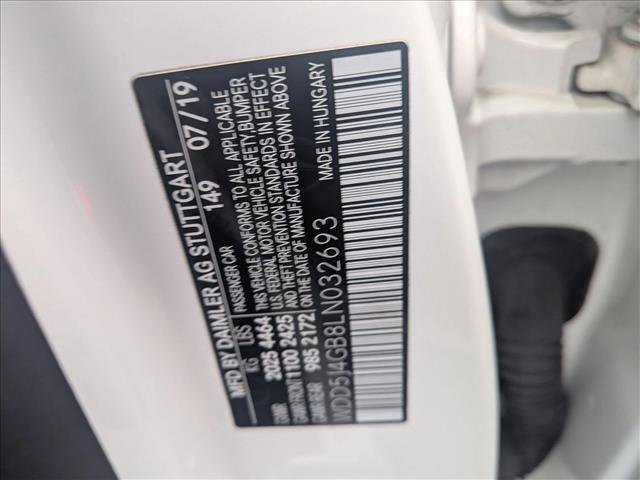 MFD BY DAIMLER AG STUTTGART
149 07/19
KG LBS PASSENGER CAR
GVWR 2025 4464 THIS VEHICLE CONFORMS TO ALL APPLICABLE
GAWR FRONT 1100 2425 U.S. FEDERAL MOTOR VEHICLE SAFETY,BUMPER
GAWR REAR 985 2172 AND THEFT PREVENTION STANDARDS IN EFFECT
ON THE DATE OF MANUFACTURE SHOWN ABOVE
WDD5J4GB8LN032693 MADE IN HUNGARY